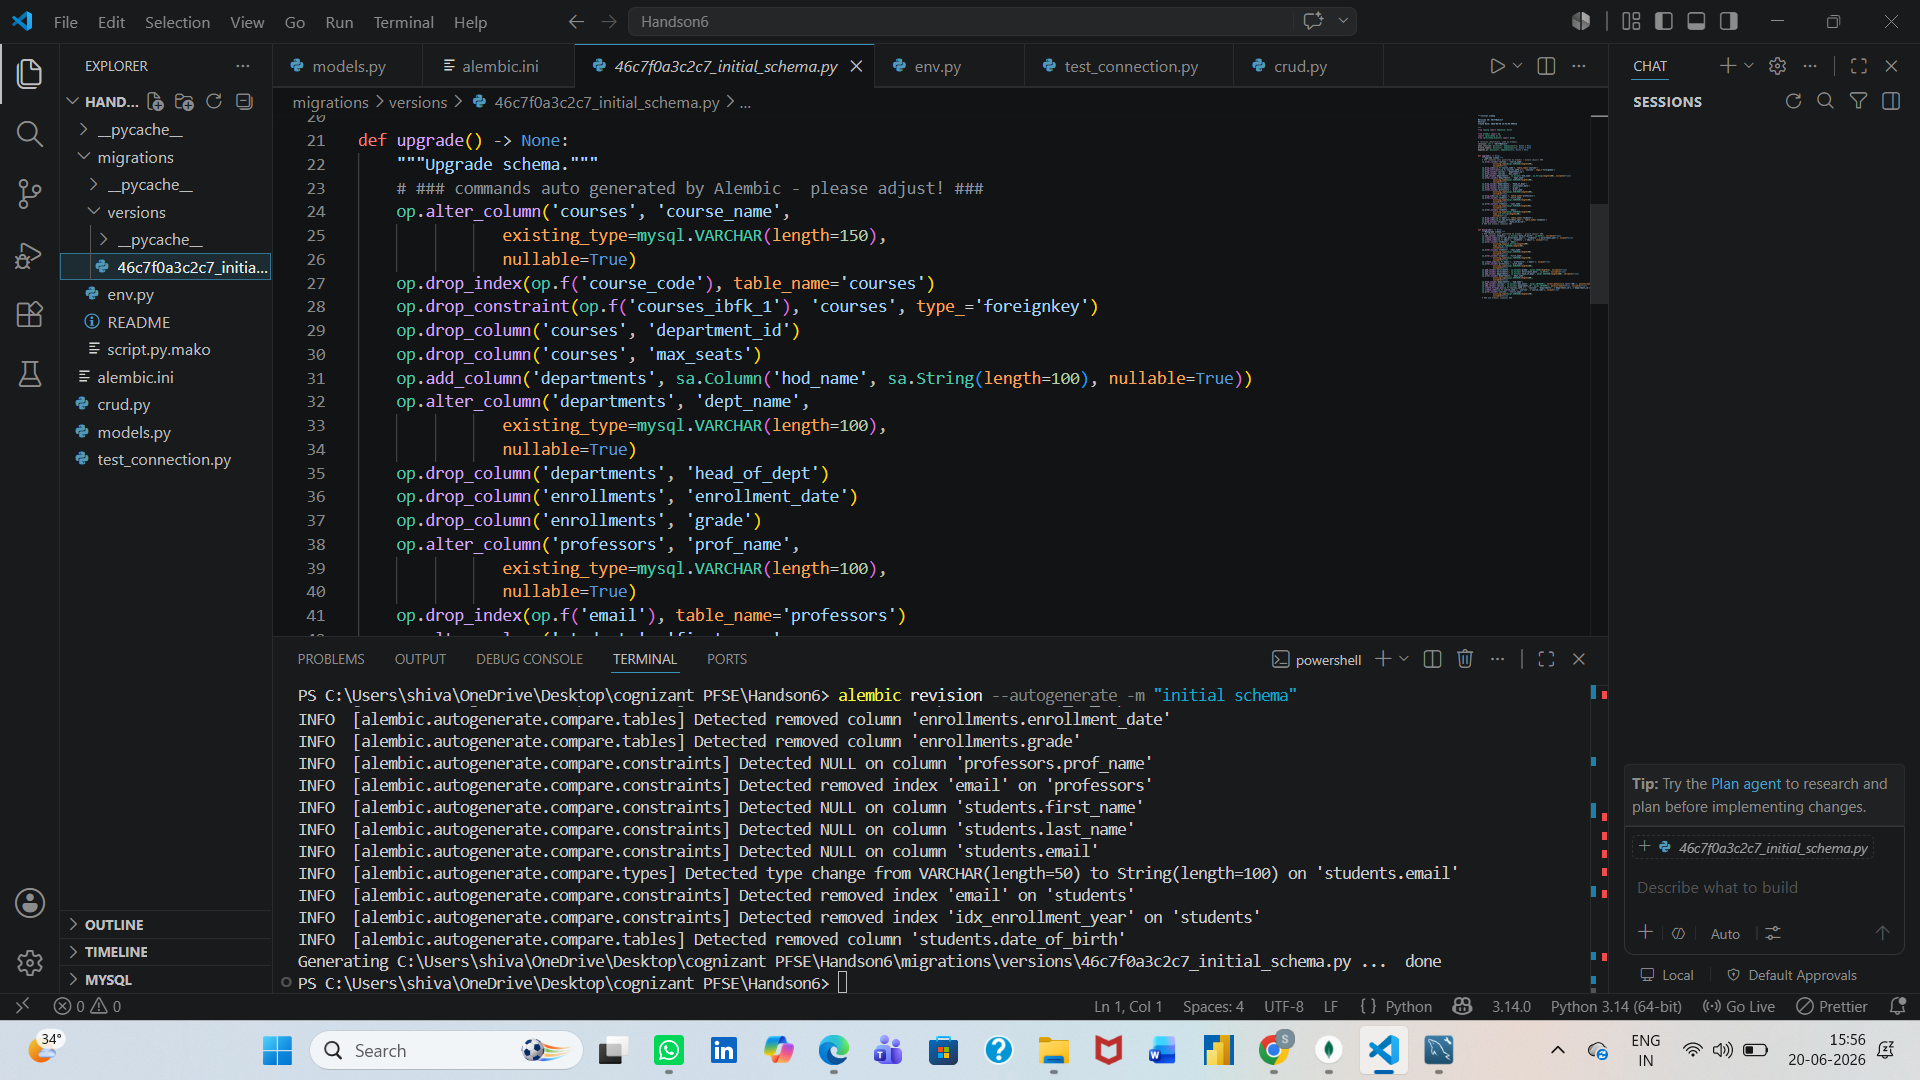 File Edit Selection View Go Run Terminal Help
Handson6
EXPLORER
HAND...
__pycache__
migrations
__pycache__
versions
__pycache__
46c7f0a3c2c7_initia...
env.py
README
script.py.mako
alembic.ini
crud.py
models.py
test_connection.py
OUTLINE
TIMELINE
MYSQL
models.py
alembic.ini
46c7f0a3c2c7_initial_schema.py
env.py
test_connection.py
crud.py
migrations > versions > 46c7f0a3c2c7_initial_schema.py > ...
20
21 def upgrade() -> None:
22 """Upgrade schema."""
23 # ### commands auto generated by Alembic - please adjust! ###
24 op.alter_column('courses', 'course_name',
25 existing_type=mysql.VARCHAR(length=150),
26 nullable=True)
27 op.drop_index(op.f('course_code'), table_name='courses')
28 op.drop_constraint(op.f('courses_ibfk_1'), 'courses', type_='foreignkey')
29 op.drop_column('courses', 'department_id')
30 op.drop_column('courses', 'max_seats')
31 op.add_column('departments', sa.Column('hod_name', sa.String(length=100), nullable=True))
32 op.alter_column('departments', 'dept_name',
33 existing_type=mysql.VARCHAR(length=100),
34 nullable=True)
35 op.drop_column('departments', 'head_of_dept')
36 op.drop_column('enrollments', 'enrollment_date')
37 op.drop_column('enrollments', 'grade')
38 op.alter_column('professors', 'prof_name',
39 existing_type=mysql.VARCHAR(length=100),
40 nullable=True)
41 op.drop_index(op.f('email'), table_name='professors')
PROBLEMS OUTPUT DEBUG CONSOLE TERMINAL PORTS
powershell
PS C:\Users\shiva\OneDrive\Desktop\cognizant PFSE\Handson6> alembic revision --autogenerate -m "initial schema"
INFO [alembic.autogenerate.compare.tables] Detected removed column 'enrollments.enrollment_date'
INFO [alembic.autogenerate.compare.tables] Detected removed column 'enrollments.grade'
INFO [alembic.autogenerate.compare.constraints] Detected NULL on column 'professors.prof_name'
INFO [alembic.autogenerate.compare.constraints] Detected removed index 'email' on 'professors'
INFO [alembic.autogenerate.compare.constraints] Detected NULL on column 'students.first_name'
INFO [alembic.autogenerate.compare.constraints] Detected NULL on column 'students.last_name'
INFO [alembic.autogenerate.compare.constraints] Detected NULL on column 'students.email'
INFO [alembic.autogenerate.compare.types] Detected type change from VARCHAR(length=50) to String(length=100) on 'students.email'
INFO [alembic.autogenerate.compare.constraints] Detected removed index 'email' on 'students'
INFO [alembic.autogenerate.compare.constraints] Detected removed index 'idx_enrollment_year' on 'students'
INFO [alembic.autogenerate.compare.tables] Detected removed column 'students.date_of_birth'
Generating C:\Users\shiva\OneDrive\Desktop\cognizant PFSE\Handson6\migrations\versions\46c7f0a3c2c7_initial_schema.py ... done
PS C:\Users\shiva\OneDrive\Desktop\cognizant PFSE\Handson6>
CHAT
SESSIONS
Tip: Try the Plan agent to research and
plan before implementing changes.
46c7f0a3c2c7_initial_schema.py
Describe what to build
Auto
Local
Default Approvals
0 0
Ln 1, Col 1
Spaces: 4
UTF-8
LF
{ } Python
3.14.0
Python 3.14 (64-bit)
Go Live
Prettier
34°
Search
ENG
IN
15:56
20-06-2026